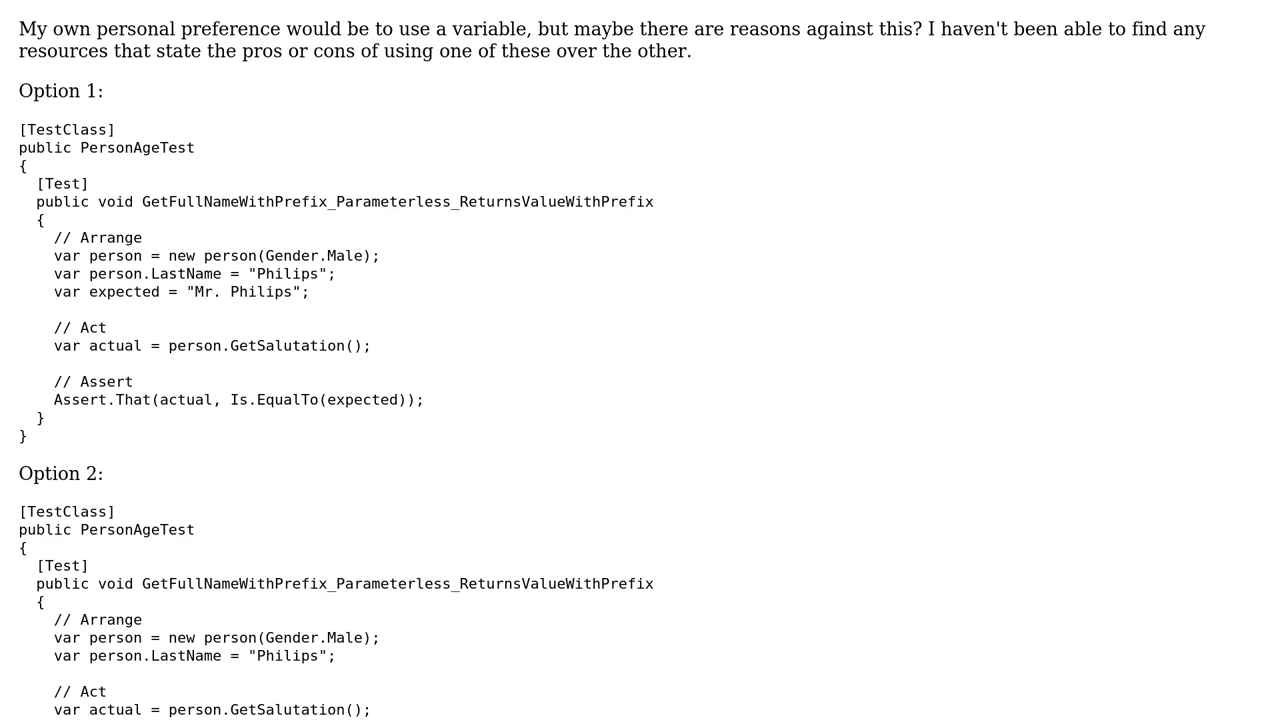 My own personal preference would be to use a variable, but maybe there are reasons against this? I haven't been able to find any
resources that state the pros or cons of using one of these over the other.
Option 1:
[TestClass]
public PersonAgeTest
{
  [Test]
  public void GetFullNameWithPrefix_Parameterless_ReturnsValueWithPrefix
  {
    // Arrange
    var person = new person(Gender.Male);
    var person.LastName = "Philips";
    var expected = "Mr. Philips";

    // Act
    var actual = person.GetSalutation();

    // Assert
    Assert.That(actual, Is.EqualTo(expected));
  }
}
Option 2:
[TestClass]
public PersonAgeTest
{
  [Test]
  public void GetFullNameWithPrefix_Parameterless_ReturnsValueWithPrefix
  {
    // Arrange
    var person = new person(Gender.Male);
    var person.LastName = "Philips";

    // Act
    var actual = person.GetSalutation();